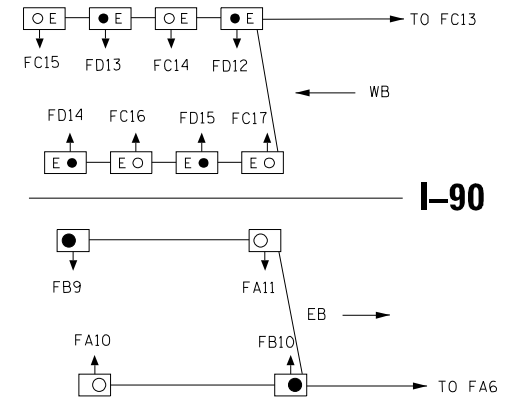 E E E E TO FC13
FC15 FD13 FC14 FD12
WB
FD14 FC16 FD15 FC17
E E E E
I–90
FB9 FA11
EB
FA10 FB10
TO FA6